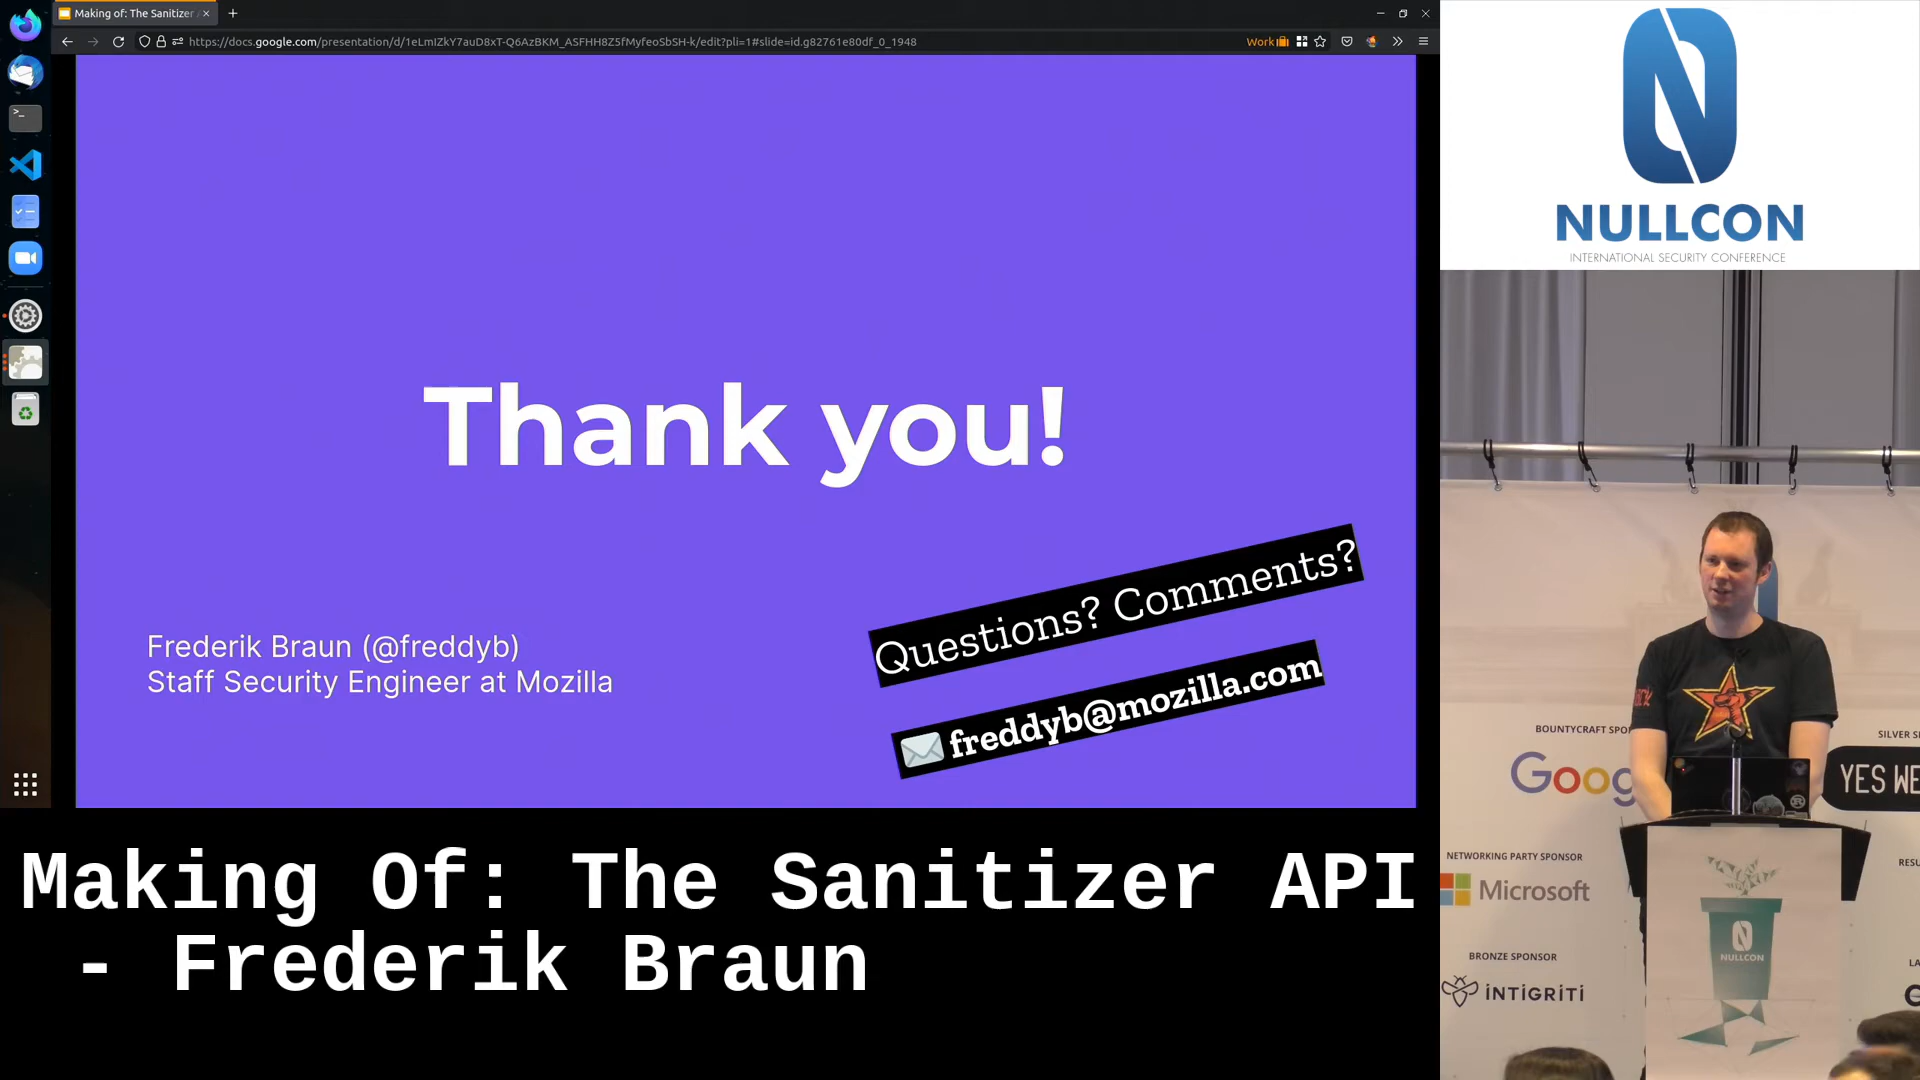 Making of: The Sanitizer
https://docs.google.com/presentation/d/1eLmIZkY7auD8xT-Q6AzBKM_ASFHH8Z5fMyfeoSbSH-k/edit?pli=1#slide=id.g82761e80df_0_1948
Work
Thank you!
Questions? Comments?
freddyb@mozilla.com
Frederik Braun (@freddyb)
Staff Security Engineer at Mozilla
Making Of: The Sanitizer API
- Frederik Braun
NULLCON
INTERNATIONAL SECURITY CONFERENCE
BOUNTYCRAFT SPO
Goog
SILVER S
YES WE
NETWORKING PARTY SPONSOR
Microsoft
BRONZE SPONSOR
INTIGRITI
NULLCON